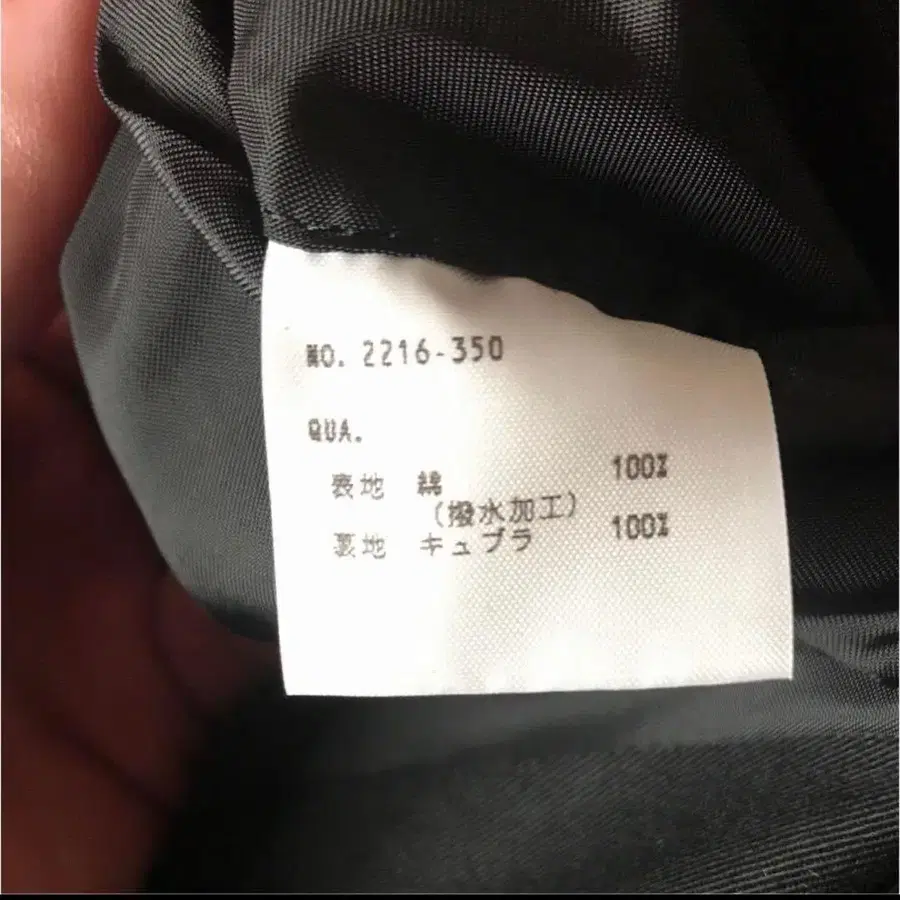 NO. 2216-350
QUA.
表地 綿 100%
(撥水加工)
裏地 キュプラ 100%